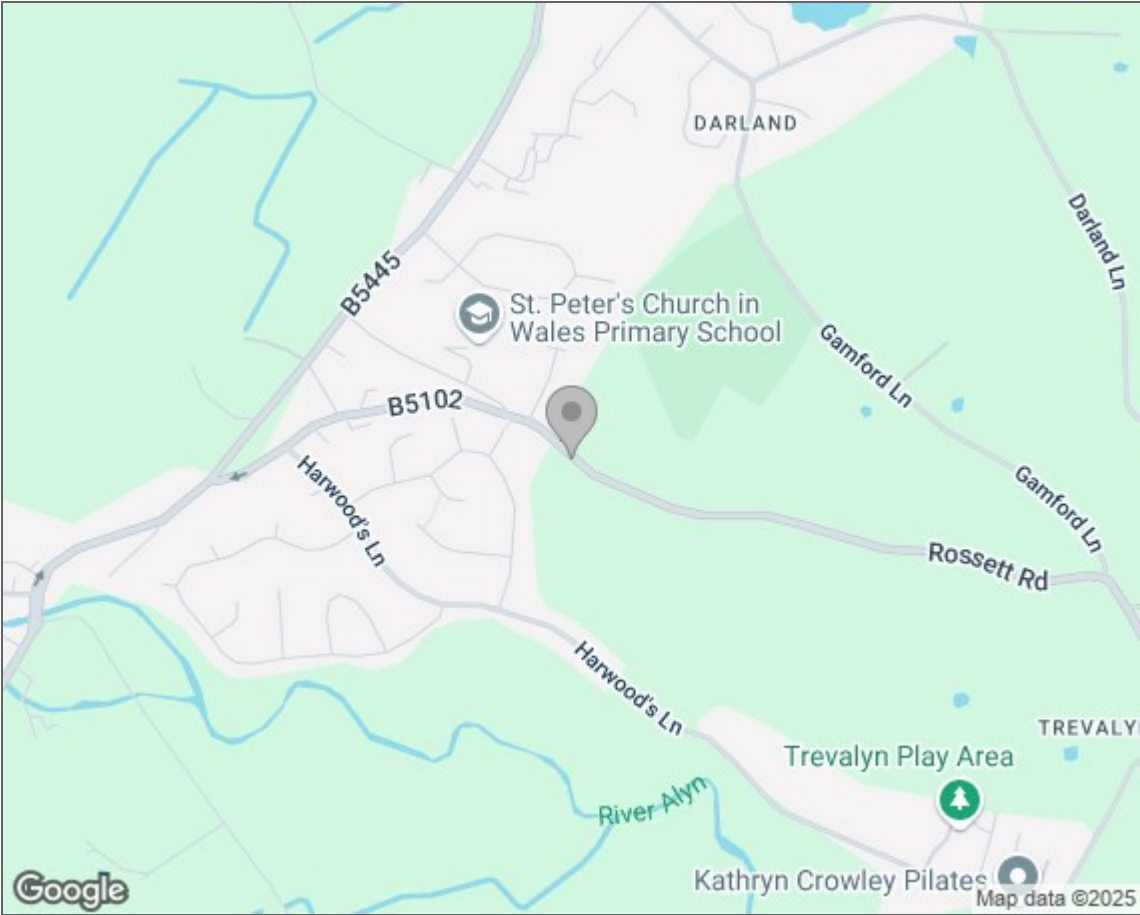 DARLAND
Darland Ln
B5445
St. Peter's Church in
Wales Primary School
Gamford Ln
B5102
Harwood's Ln
Gamford Ln
Rossett Rd
Harwood's Ln
TREVALY
Trevalyn Play Area
River Alyn
Kathryn Crowley Pilates
Google
Map data ©2025